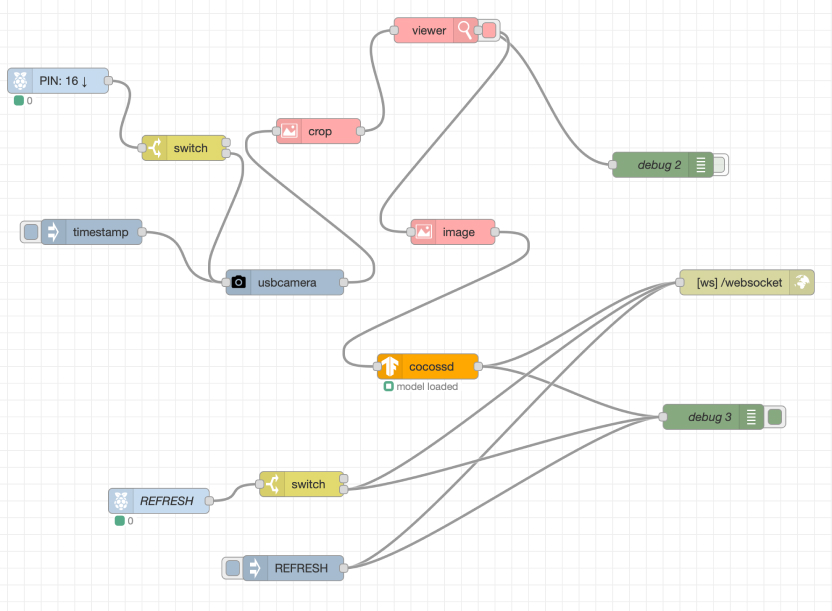 viewer
PIN: 16 ↓
0
crop
switch
debug 2
timestamp
image
usbcamera
[ws] /websocket
cocossd
model loaded
debug 3
switch
REFRESH
0
REFRESH